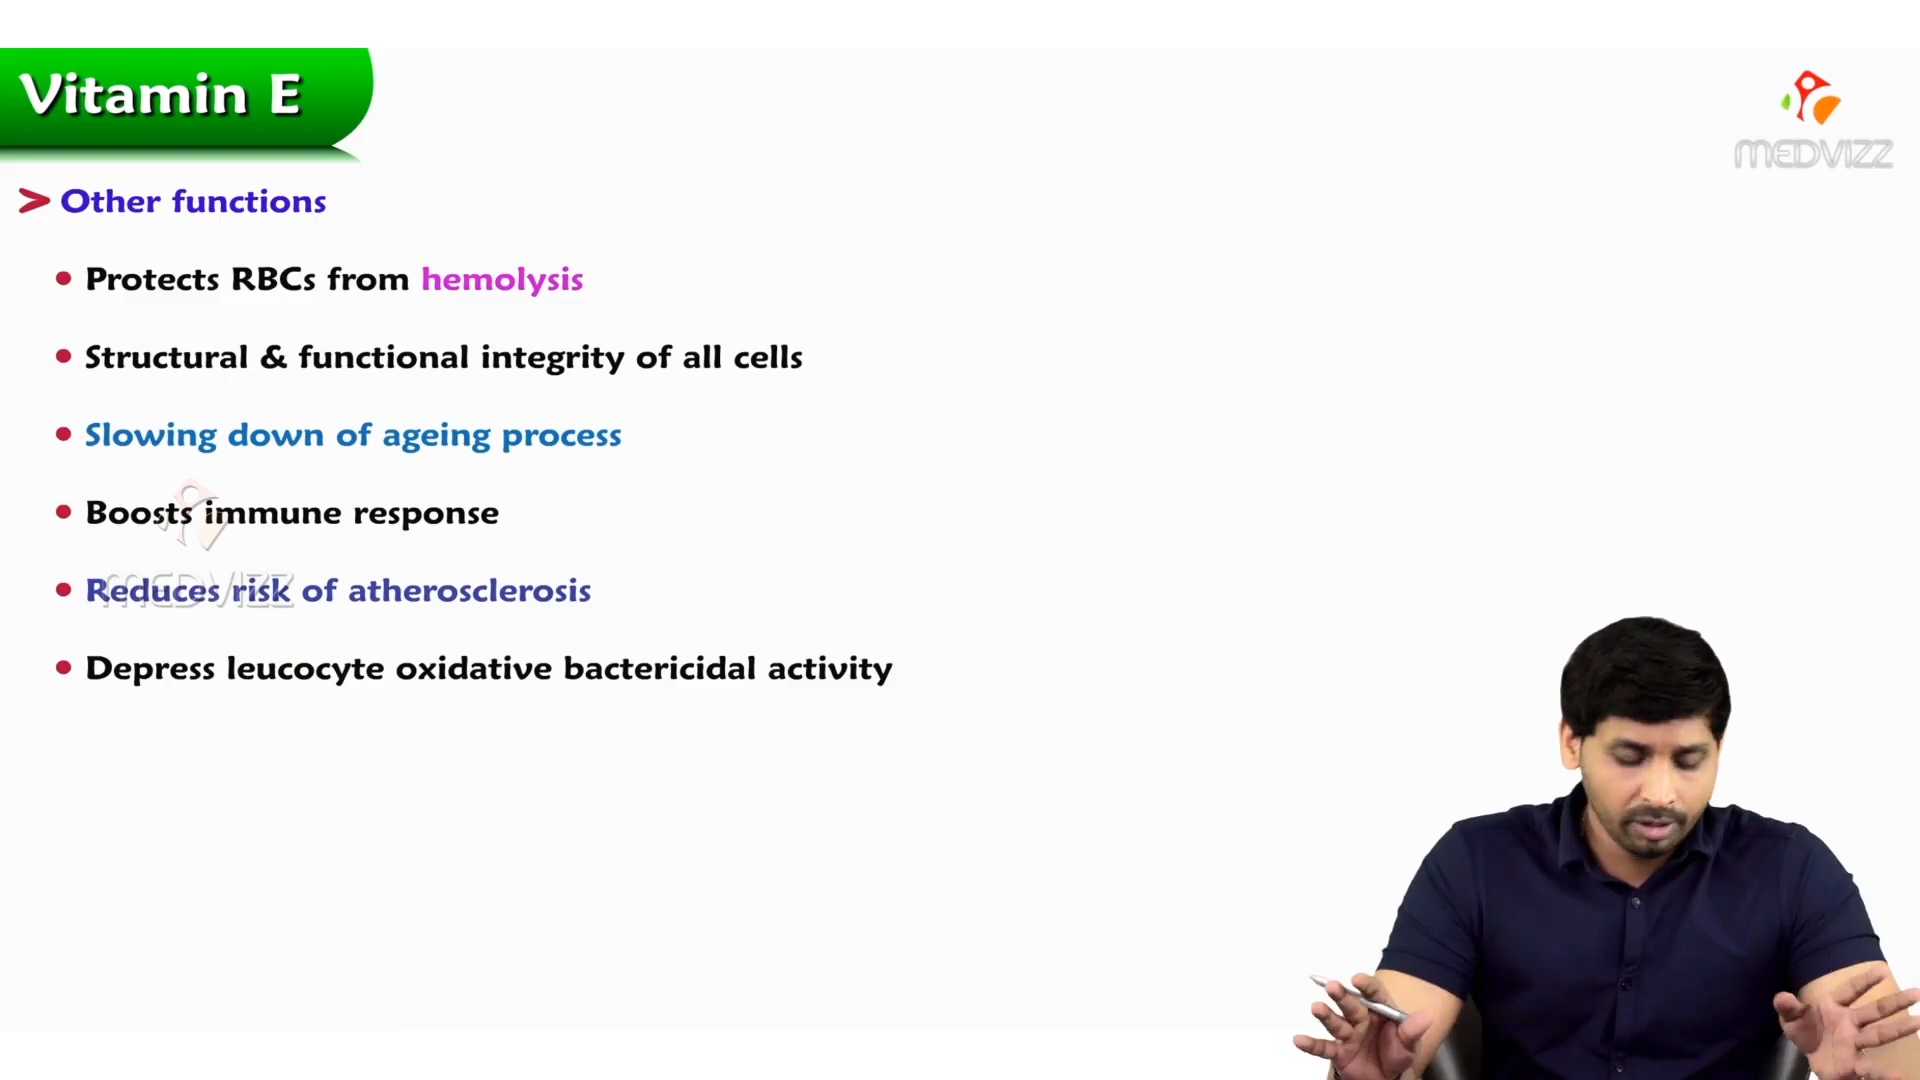 Vitamin E
MEDVIZZ
> Other functions
• Protects RBCs from hemolysis
• Structural & functional integrity of all cells
• Slowing down of ageing process
• Boosts immune response
• Reduces risk of atherosclerosis
MEDVIZZ
• Depress leucocyte oxidative bactericidal activity